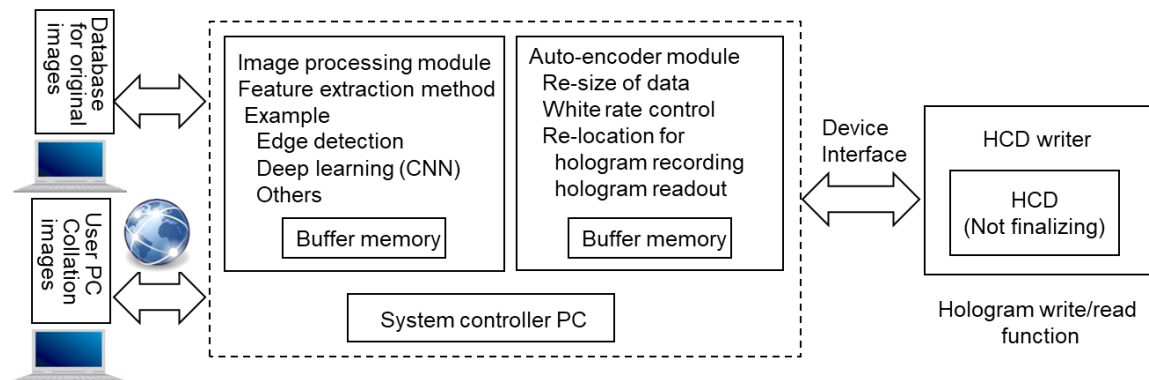 Database
for original
images
User PC
Collation
images
Image processing module
Feature extraction method
Example
Edge detection
Deep learning (CNN)
Others
Buffer memory
Auto-encoder module
Re-size of data
White rate control
Re-location for
hologram recording
hologram readout
Buffer memory
System controller PC
Device
Interface
HCD writer
HCD
(Not finalizing)
Hologram write/read
function